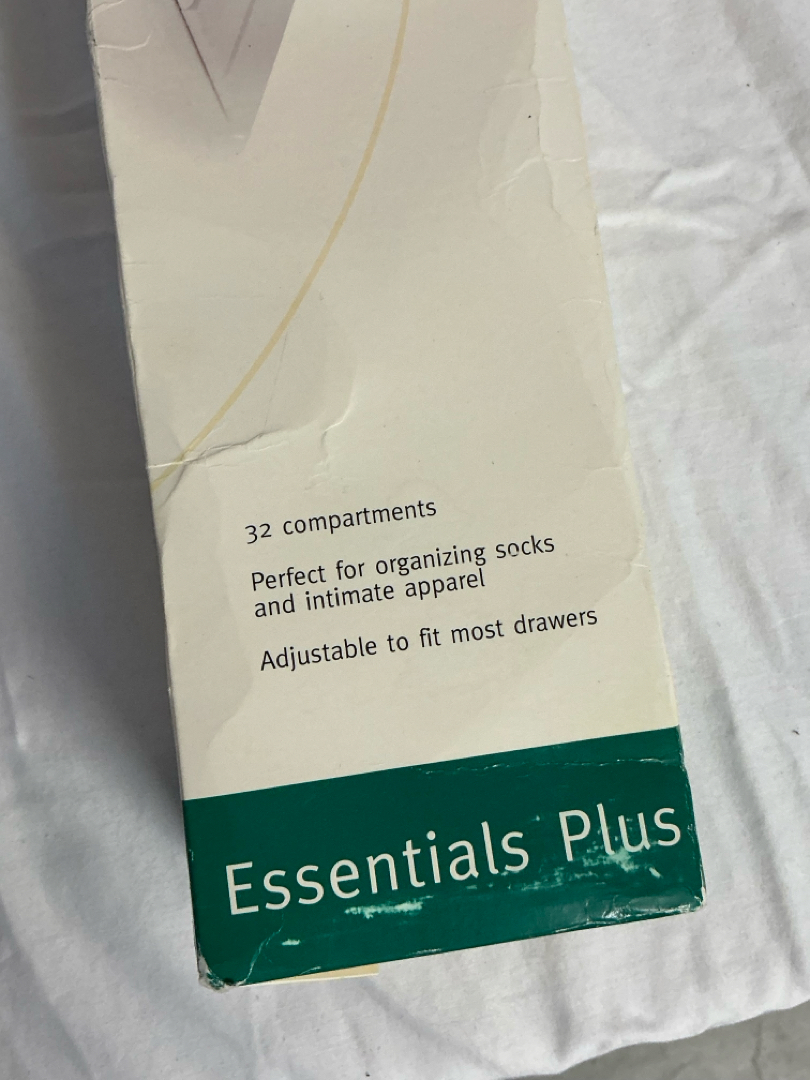 32 compartments
Perfect for organizing socks
and intimate apparel
Adjustable to fit most drawers
Essentials Plus